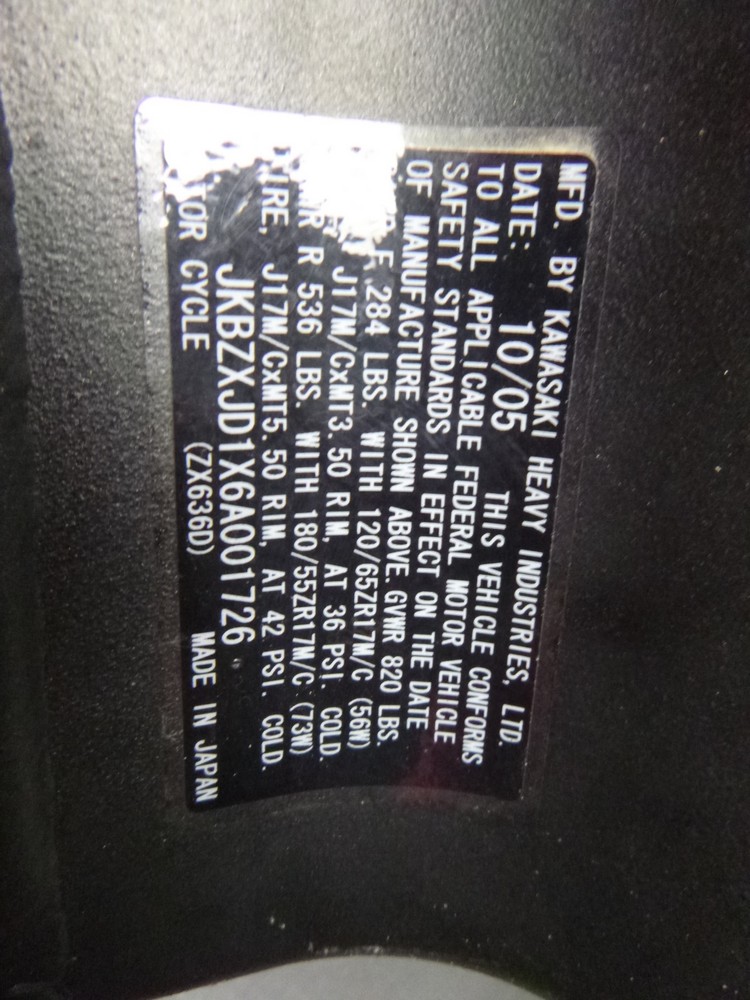 MFD. BY KAWASAKI HEAVY INDUSTRIES, LTD.
DATE: 10/05 THIS VEHICLE CONFORMS
TO ALL APPLICABLE FEDERAL MOTOR VEHICLE
SAFETY STANDARDS IN EFFECT ON THE DATE
OF MANUFACTURE SHOWN ABOVE. GVWR 820 LBS.
F 284 LBS. WITH 120/65ZR17M/C (56W)
J17M/CxMT3.50 RIM, AT 36 PSI. COLD.
R 536 LBS. WITH 180/55ZR17M/C (73W)
J17M/CxMT5.50 RIM, AT 42 PSI. COLD.
JKBZXJD1X6A001726
CYCLE (ZX636D) MADE IN JAPAN